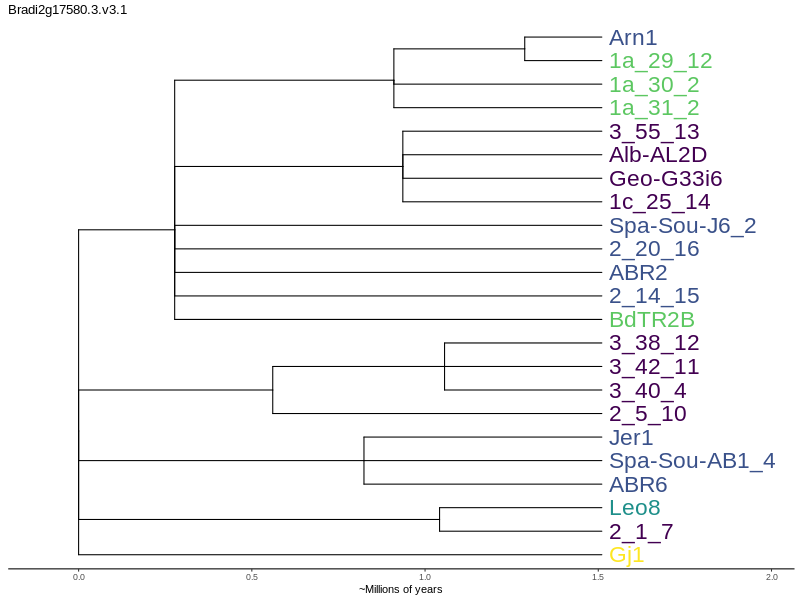 Bradi2g17580.3.v3.1
Arn1
1a_29_12
1a_30_2
1a_31_2
3_55_13
Alb-AL2D
Geo-G33i6
1c_25_14
Spa-Sou-J6_2
2_20_16
ABR2
2_14_15
BdTR2B
3_38_12
3_42_11
3_40_4
2_5_10
Jer1
Spa-Sou-AB1_4
ABR6
Leo8
2_1_7
Gj1
0.0 0.5 1.0 1.5 2.0
~Millions of years